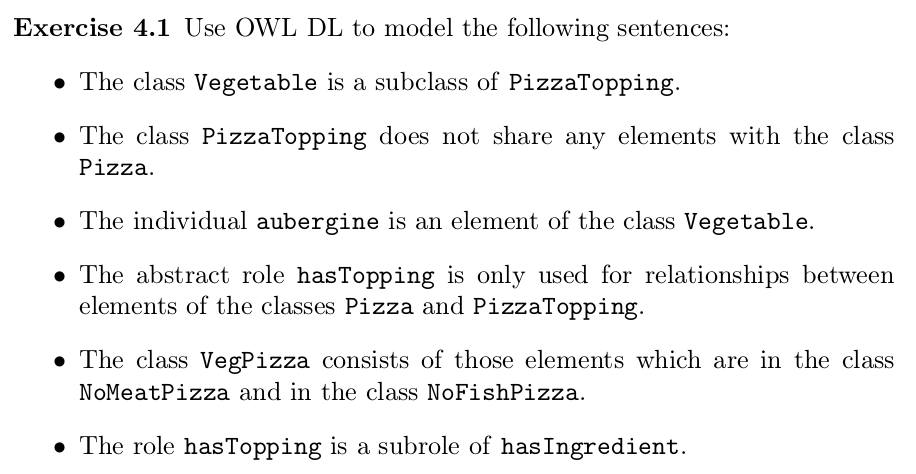 Exercise 4.1 Use OWL DL to model the following sentences:
• The class Vegetable is a subclass of PizzaTopping.
• The class PizzaTopping does not share any elements with the class
Pizza.
• The individual aubergine is an element of the class Vegetable.
• The abstract role hasTopping is only used for relationships between
elements of the classes Pizza and PizzaTopping.
• The class VegPizza consists of those elements which are in the class
NoMeatPizza and in the class NoFishPizza.
• The role hasTopping is a subrole of hasIngredient.